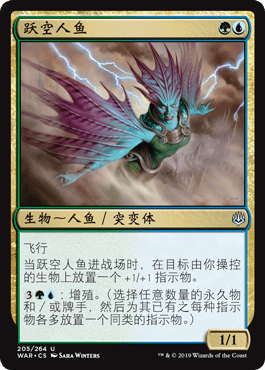 跃空人鱼
生物～人鱼／突变体
飞行
当跃空人鱼进战场时，在目标由你操控
的生物上放置一个 +1/+1 指示物。
3：增殖。（选择任意数量的永久物
和／或牌手，然后为其已有之每种指示
物各多放置一个同类的指示物。）
1/1
205/264 U
WAR • CS SARA WINTERS
™ & © 2019 Wizards of the Coast